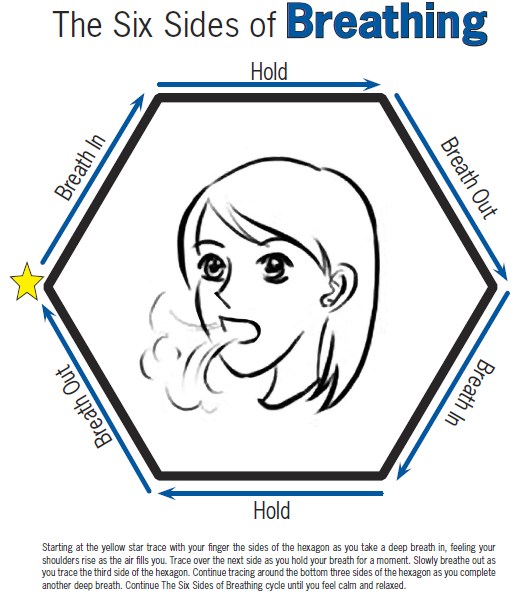 The Six Sides of Breathing
Hold
Breath In
Breath Out
Breath Out
Breath In
Hold
Starting at the yellow star trace with your finger the sides of the hexagon as you take a deep breath in, feeling your
shoulders rise as the air fills you. Trace over the next side as you hold your breath for a moment. Slowly breathe out as
you trace the third side of the hexagon. Continue tracing around the bottom three sides of the hexagon as you complete
another deep breath. Continue The Six Sides of Breathing cycle until you feel calm and relaxed.